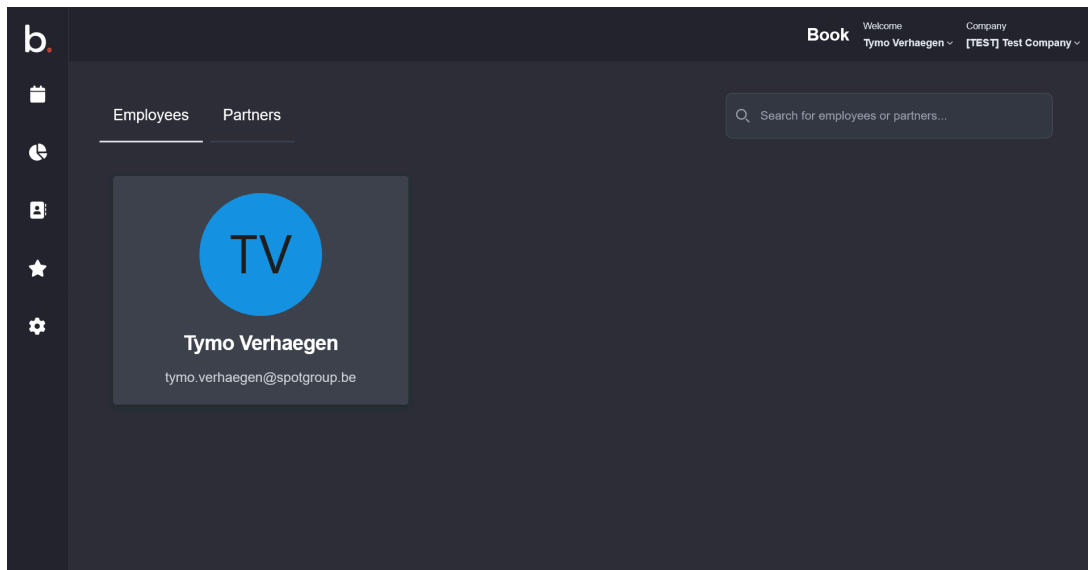 b.
Book
Welcome
Tymo Verhaegen
Company
[TEST] Test Company
Employees
Partners
Search for employees or partners...
TV
Tymo Verhaegen
tymo.verhaegen@spotgroup.be